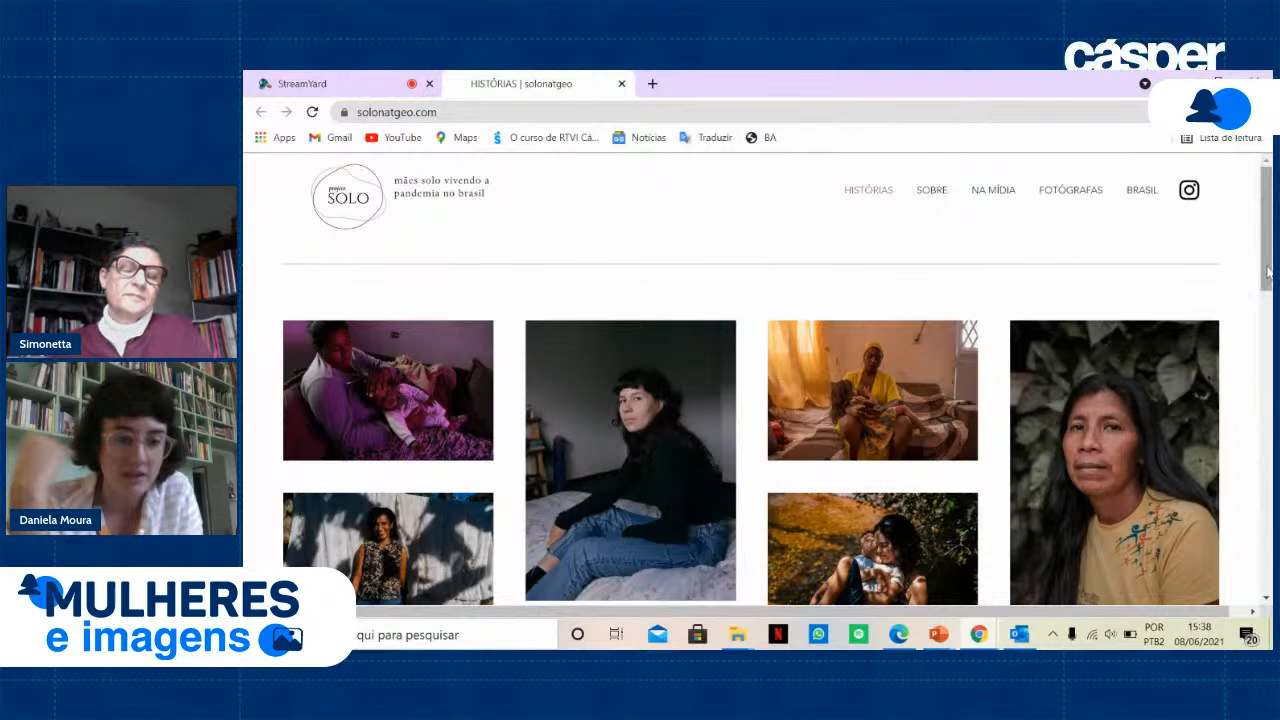 cásper
StreamYard
HISTÓRIAS | solonatgeo
solonatgeo.com
Apps
Gmail
YouTube
Maps
O curso de RTVI Cá...
Notícias
Traduzir
BA
Lista de leitura
projeto
SOLO
mães solo vivendo a
pandemia no brasil
HISTÓRIAS
SOBRE
NA MÍDIA
FOTÓGRAFAS
BRASIL
Simonetta
Daniela Moura
MULHERES
e imagens
qui para pesquisar
POR
PTB2
15:38
08/06/2021
20